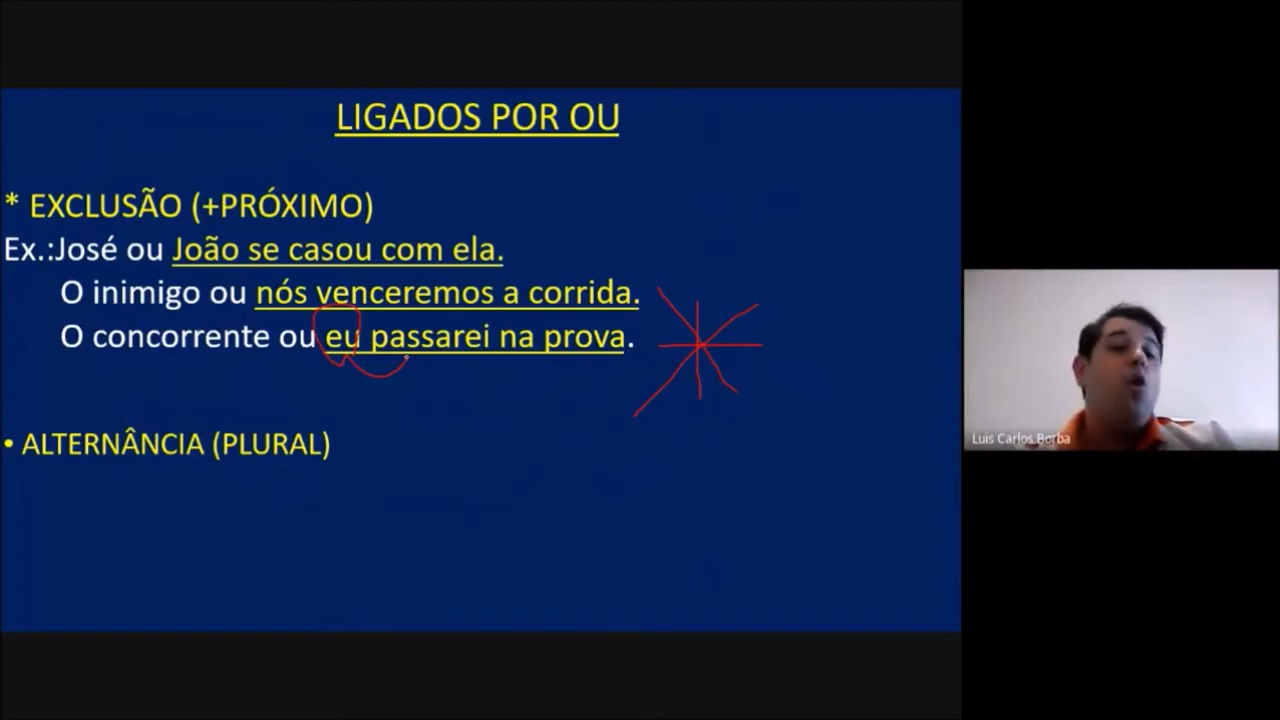 LIGADOS POR OU
* EXCLUSÃO (+PRÓXIMO)
Ex.:José ou João se casou com ela.
O inimigo ou nós venceremos a corrida.
O concorrente ou eu passarei na prova.
• ALTERNÂNCIA (PLURAL)
Luis Carlos Borba